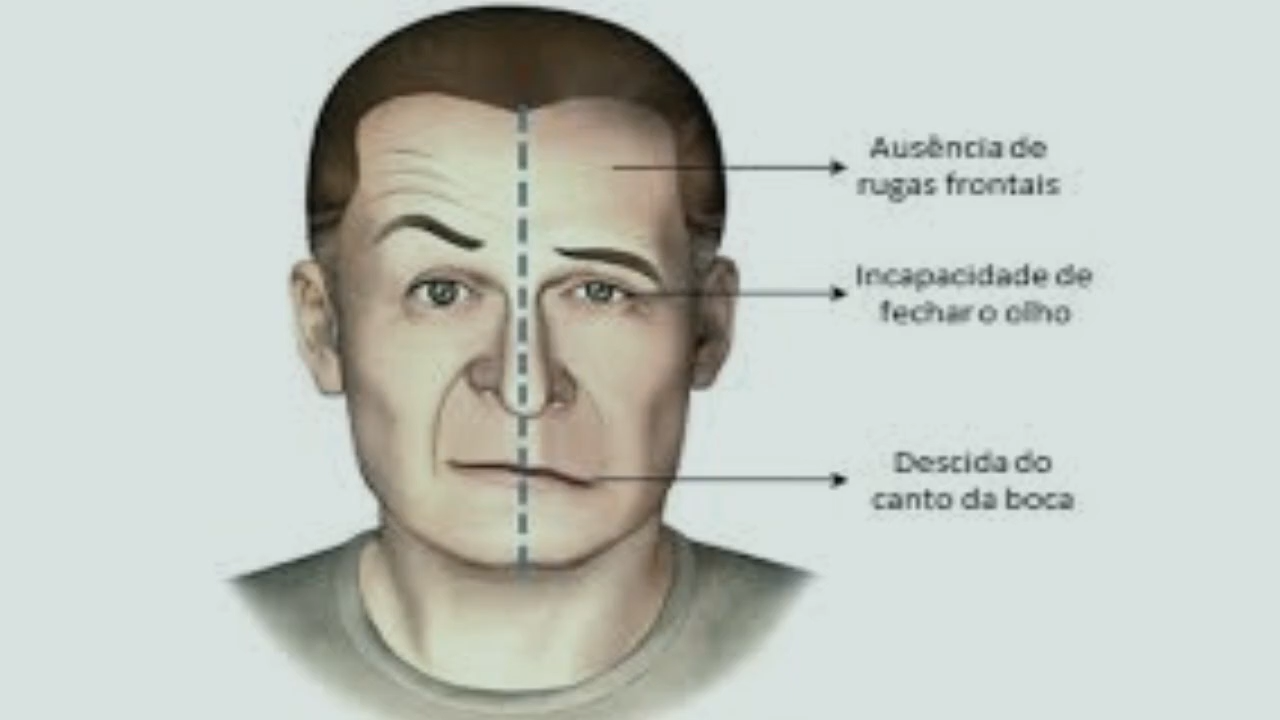 Ausência de
rugas frontais
Incapacidade de
fechar o olho
Descida do
canto da boca